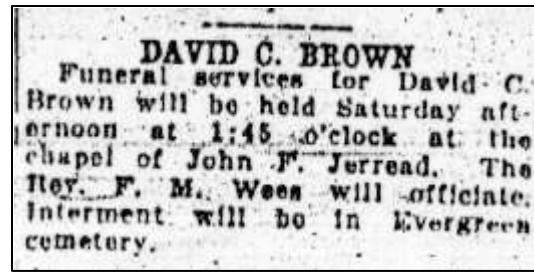 DAVID C. BROWN
Funeral services for David C.
Brown will be held Saturday aft-
ernoon at 1:45 o'clock at the
chapel of John F. Jerread. The
Rev. F. M. Wees will officiate.
Interment will be in Evergreen
cemetery.